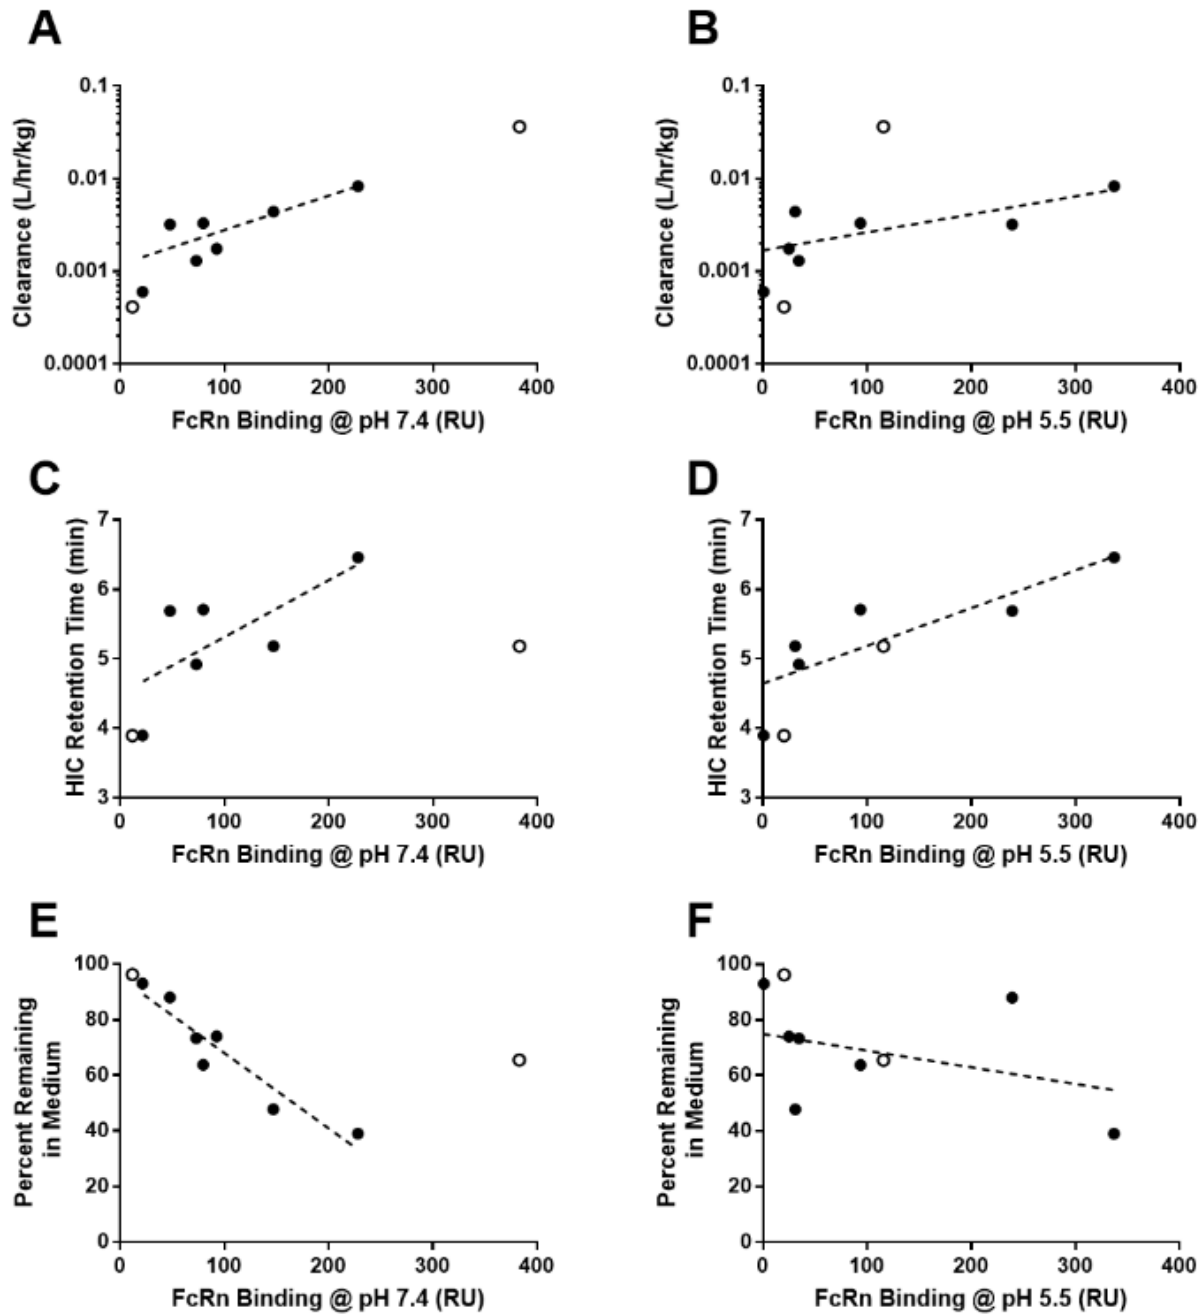 A
Clearance (L/hr/kg)
0.1
0.01
0.001
0.0001
0 100 200 300 400
FcRn Binding @ pH 7.4 (RU)
B
Clearance (L/hr/kg)
0.1
0.01
0.001
0.0001
0 100 200 300 400
FcRn Binding @ pH 5.5 (RU)
C
HIC Retention Time (min)
7
6
5
4
3
0 100 200 300 400
FcRn Binding @ pH 7.4 (RU)
D
HIC Retention Time (min)
7
6
5
4
3
0 100 200 300 400
FcRn Binding @ pH 5.5 (RU)
E
Percent Remaining
in Medium
100
80
60
40
20
0
0 100 200 300 400
FcRn Binding @ pH 7.4 (RU)
F
Percent Remaining
in Medium
100
80
60
40
20
0
0 100 200 300 400
FcRn Binding @ pH 5.5 (RU)